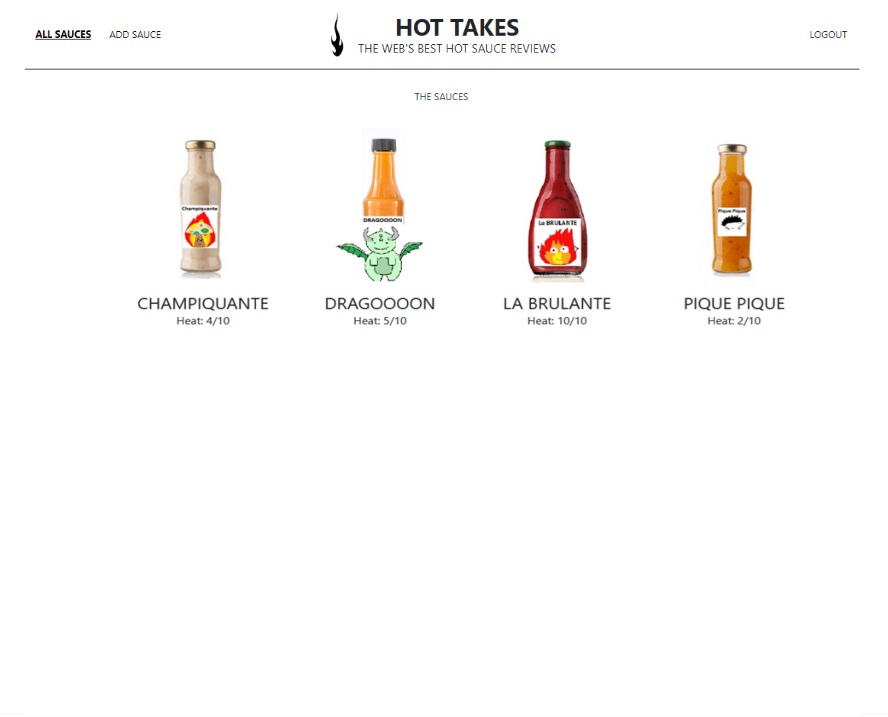 ALL SAUCES ADD SAUCE
HOT TAKES
THE WEB'S BEST HOT SAUCE REVIEWS
LOGOUT
THE SAUCES
Champiquante
DRAGOOOON
La BRULANTE
Pique Pique
CHAMPIQUANTE
Heat: 4/10
DRAGOOOON
Heat: 5/10
LA BRULANTE
Heat: 10/10
PIQUE PIQUE
Heat: 2/10